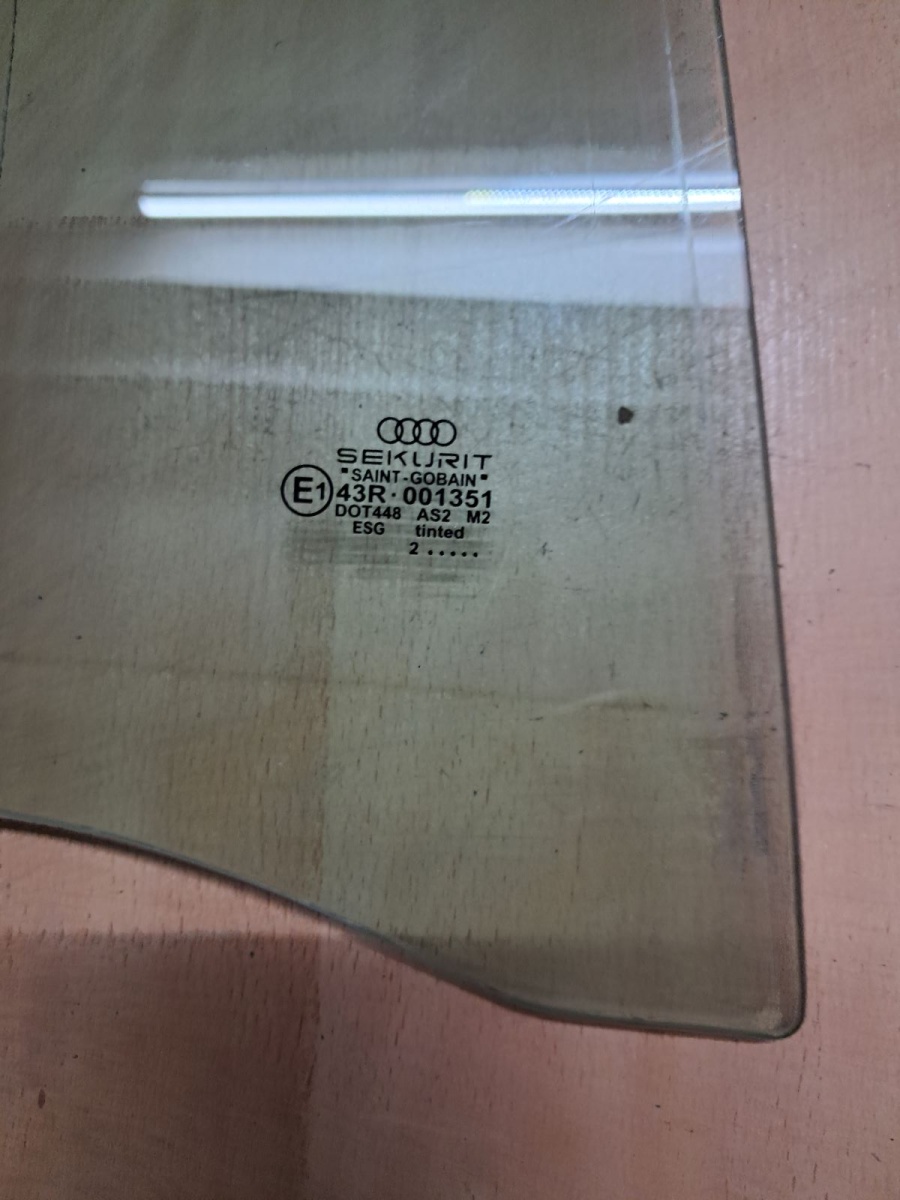 SEKURIT
"SAINT-GOBAIN"
E1 43R·001351
DOT448 AS2 M2
ESG tinted
2 .....